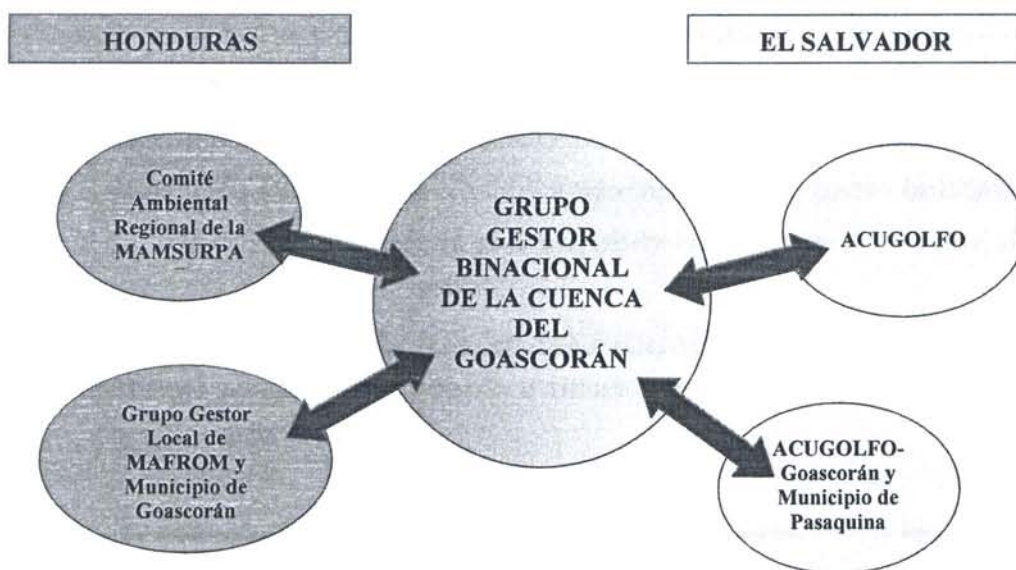 HONDURAS
EL SALVADOR
Comité
Ambiental
Regional de la
MAMSURPA
GRUPO
GESTOR
BINACIONAL
DE LA CUENCA
DEL
GOASCORÁN
ACUGOLFO
Grupo Gestor
Local de
MAFROM y
Municipio de
Goascorán
ACUGOLFO-
Goascorán y
Municipio de
Pasaquina